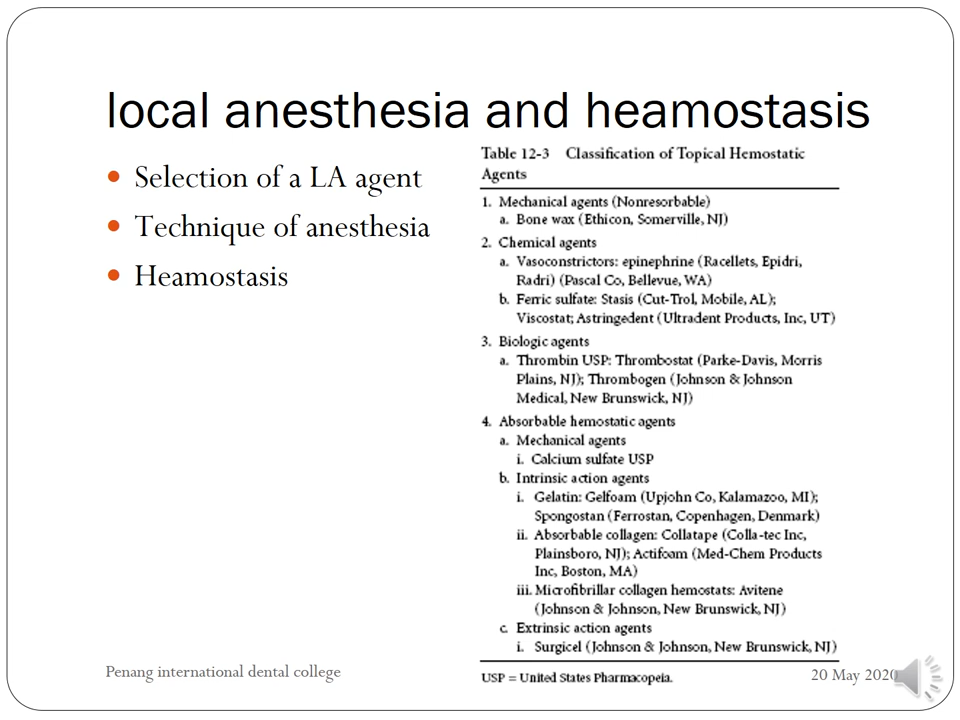 local anesthesia and heamostasis
Selection of a LA agent
Technique of anesthesia
Heamostasis
Table 12-3 Classification of Topical Hemostatic
Agents
1. Mechanical agents (Nonresorbable)
a. Bone wax (Ethicon, Somerville, NJ)
2. Chemical agents
a. Vasoconstrictors: epinephrine (Racellets, Epidri,
Radri) (Pascal Co, Bellevue, WA)
b. Ferric sulfate: Stasis (Cut-Trol, Mobile, AL);
Viscostat; Astringedent (Ultradent Products, Inc, UT)
3. Biologic agents
a. Thrombin USP: Thrombostat (Parke-Davis, Morris
Plains, NJ); Thrombogen (Johnson & Johnson
Medical, New Brunswick, NJ)
4. Absorbable hemostatic agents
a. Mechanical agents
i. Calcium sulfate USP
b. Intrinsic action agents
i. Gelatin: Gelfoam (Upjohn Co, Kalamazoo, MI);
Spongostan (Ferrostan, Copenhagen, Denmark)
ii. Absorbable collagen: Collatape (Colla-tec Inc,
Plainsboro, NJ); Actifoam (Med-Chem Products
Inc, Boston, MA)
iii. Microfibrillar collagen hemostats: Avitene
(Johnson & Johnson, New Brunswick, NJ)
c. Extrinsic action agents
i. Surgicel (Johnson & Johnson, New Brunswick, NJ)
USP = United States Pharmacopeia.
Penang international dental college
20 May 2020